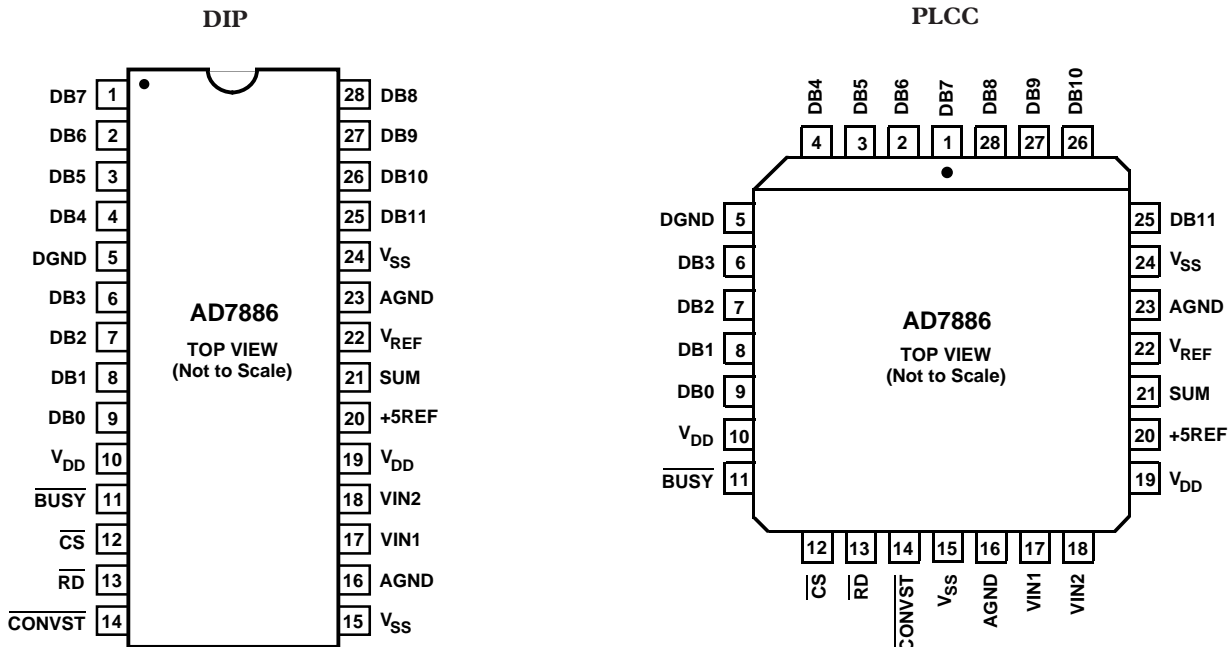 DIP
DB7 1
DB6 2
DB5 3
DB4 4
DGND 5
DB3 6
DB2 7
DB1 8
DB0 9
VDD 10
BUSY 11
CS 12
RD 13
CONVST 14
28 DB8
27 DB9
26 DB10
25 DB11
24 VSS
23 AGND
22 VREF
21 SUM
20 +5REF
19 VDD
18 VIN2
17 VIN1
16 AGND
15 VSS
AD7886
TOP VIEW
(Not to Scale)
PLCC
DB4 DB5 DB6 DB7 DB8 DB9 DB10
4 3 2 1 28 27 26
DGND 5
DB3 6
DB2 7
DB1 8
DB0 9
VDD 10
BUSY 11
25 DB11
24 VSS
23 AGND
22 VREF
21 SUM
20 +5REF
19 VDD
AD7886
TOP VIEW
(Not to Scale)
12 13 14 15 16 17 18
CS RD CONVST VSS AGND VIN1 VIN2